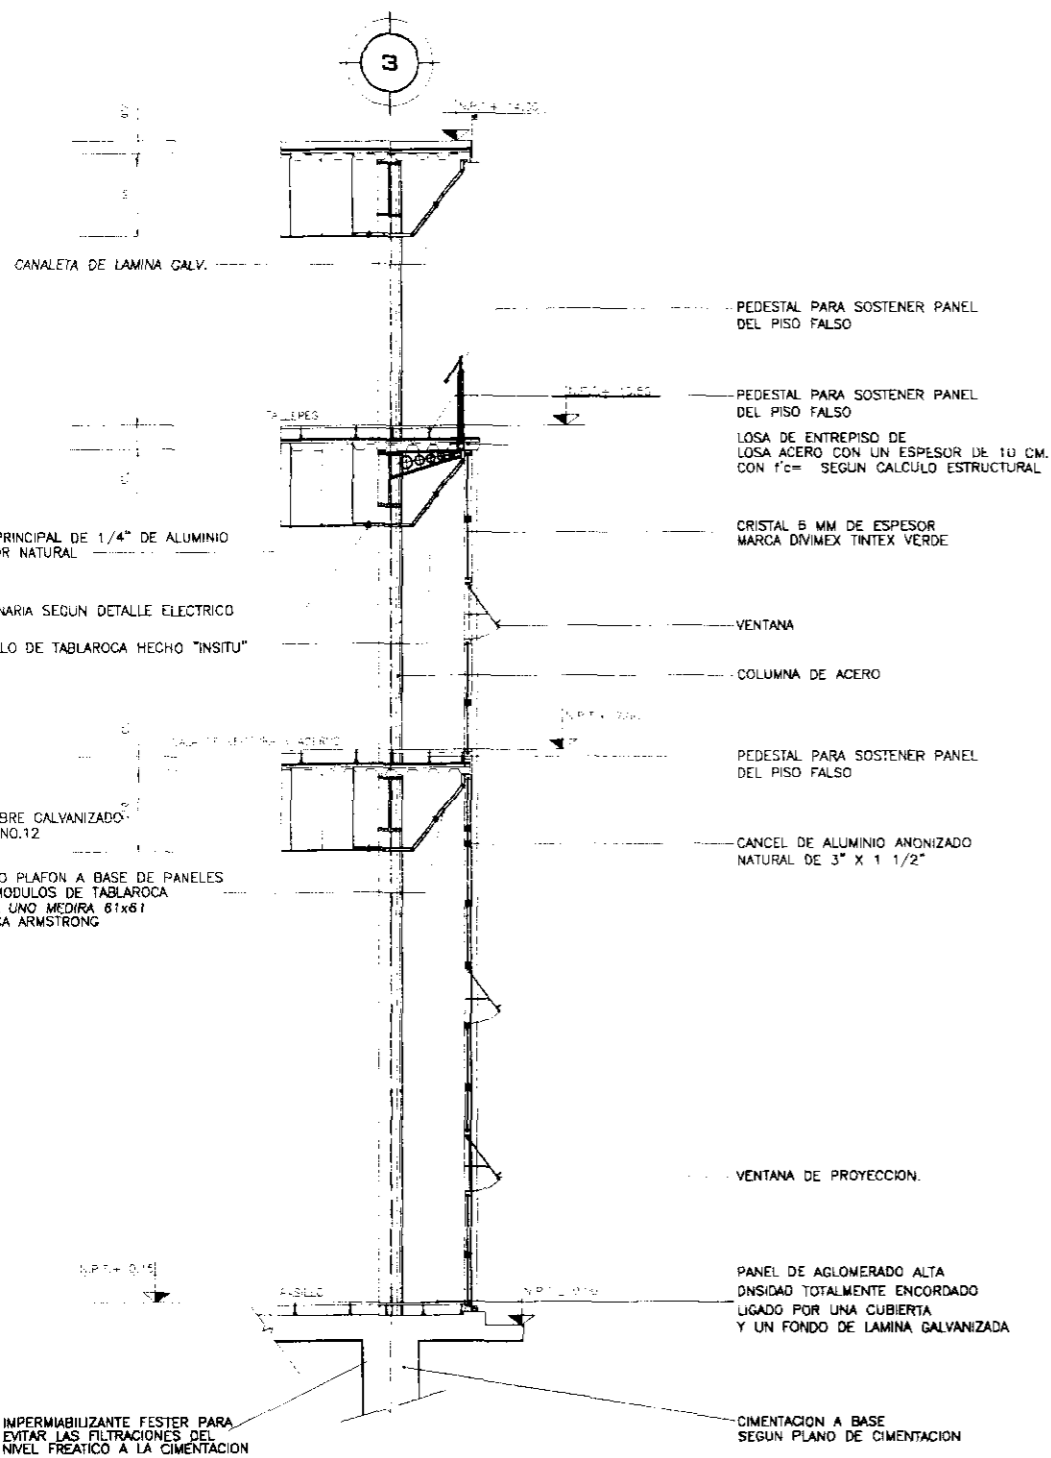 3
CANALETA DE LAMINA GALV.
PEDESTAL PARA SOSTENER PANEL
DEL PISO FALSO
PEDESTAL PARA SOSTENER PANEL
DEL PISO FALSO
LOSA DE ENTREPISO DE
LOSA ACERO CON UN ESPESOR DE 10 CM.
CON f'c= SEGUN CALCULO ESTRUCTURAL
PRINCIPAL DE 1/4" DE ALUMINIO
OR NATURAL
CRISTAL 6 MM DE ESPESOR
MARCA DIVIMEX TINTEX VERDE
NARIA SEGUN DETALLE ELECTRICO
VENTANA
LO DE TABLAROCA HECHO "INSITU"
COLUMNA DE ACERO
PEDESTAL PARA SOSTENER PANEL
DEL PISO FALSO
BRE GALVANIZADO
NO.12
CANCEL DE ALUMINIO ANONIZADO
NATURAL DE 3" X 1 1/2"
O PLAFON A BASE DE PANELES
MODULOS DE TABLAROCA
UNO MEDIRA 61x61
CA ARMSTRONG
VENTANA DE PROYECCION.
N.P.T.+ 0.15
PANEL DE AGLOMERADO ALTA
DNSIDAD TOTALMENTE ENCORDADO
LIGADO POR UNA CUBIERTA
Y UN FONDO DE LAMINA GALVANIZADA
IMPERMIABILIZANTE FESTER PARA
EVITAR LAS FILTRACIONES DEL
NIVEL FREATICO A LA CIMENTACION
CIMENTACION A BASE
SEGUN PLANO DE CIMENTACION